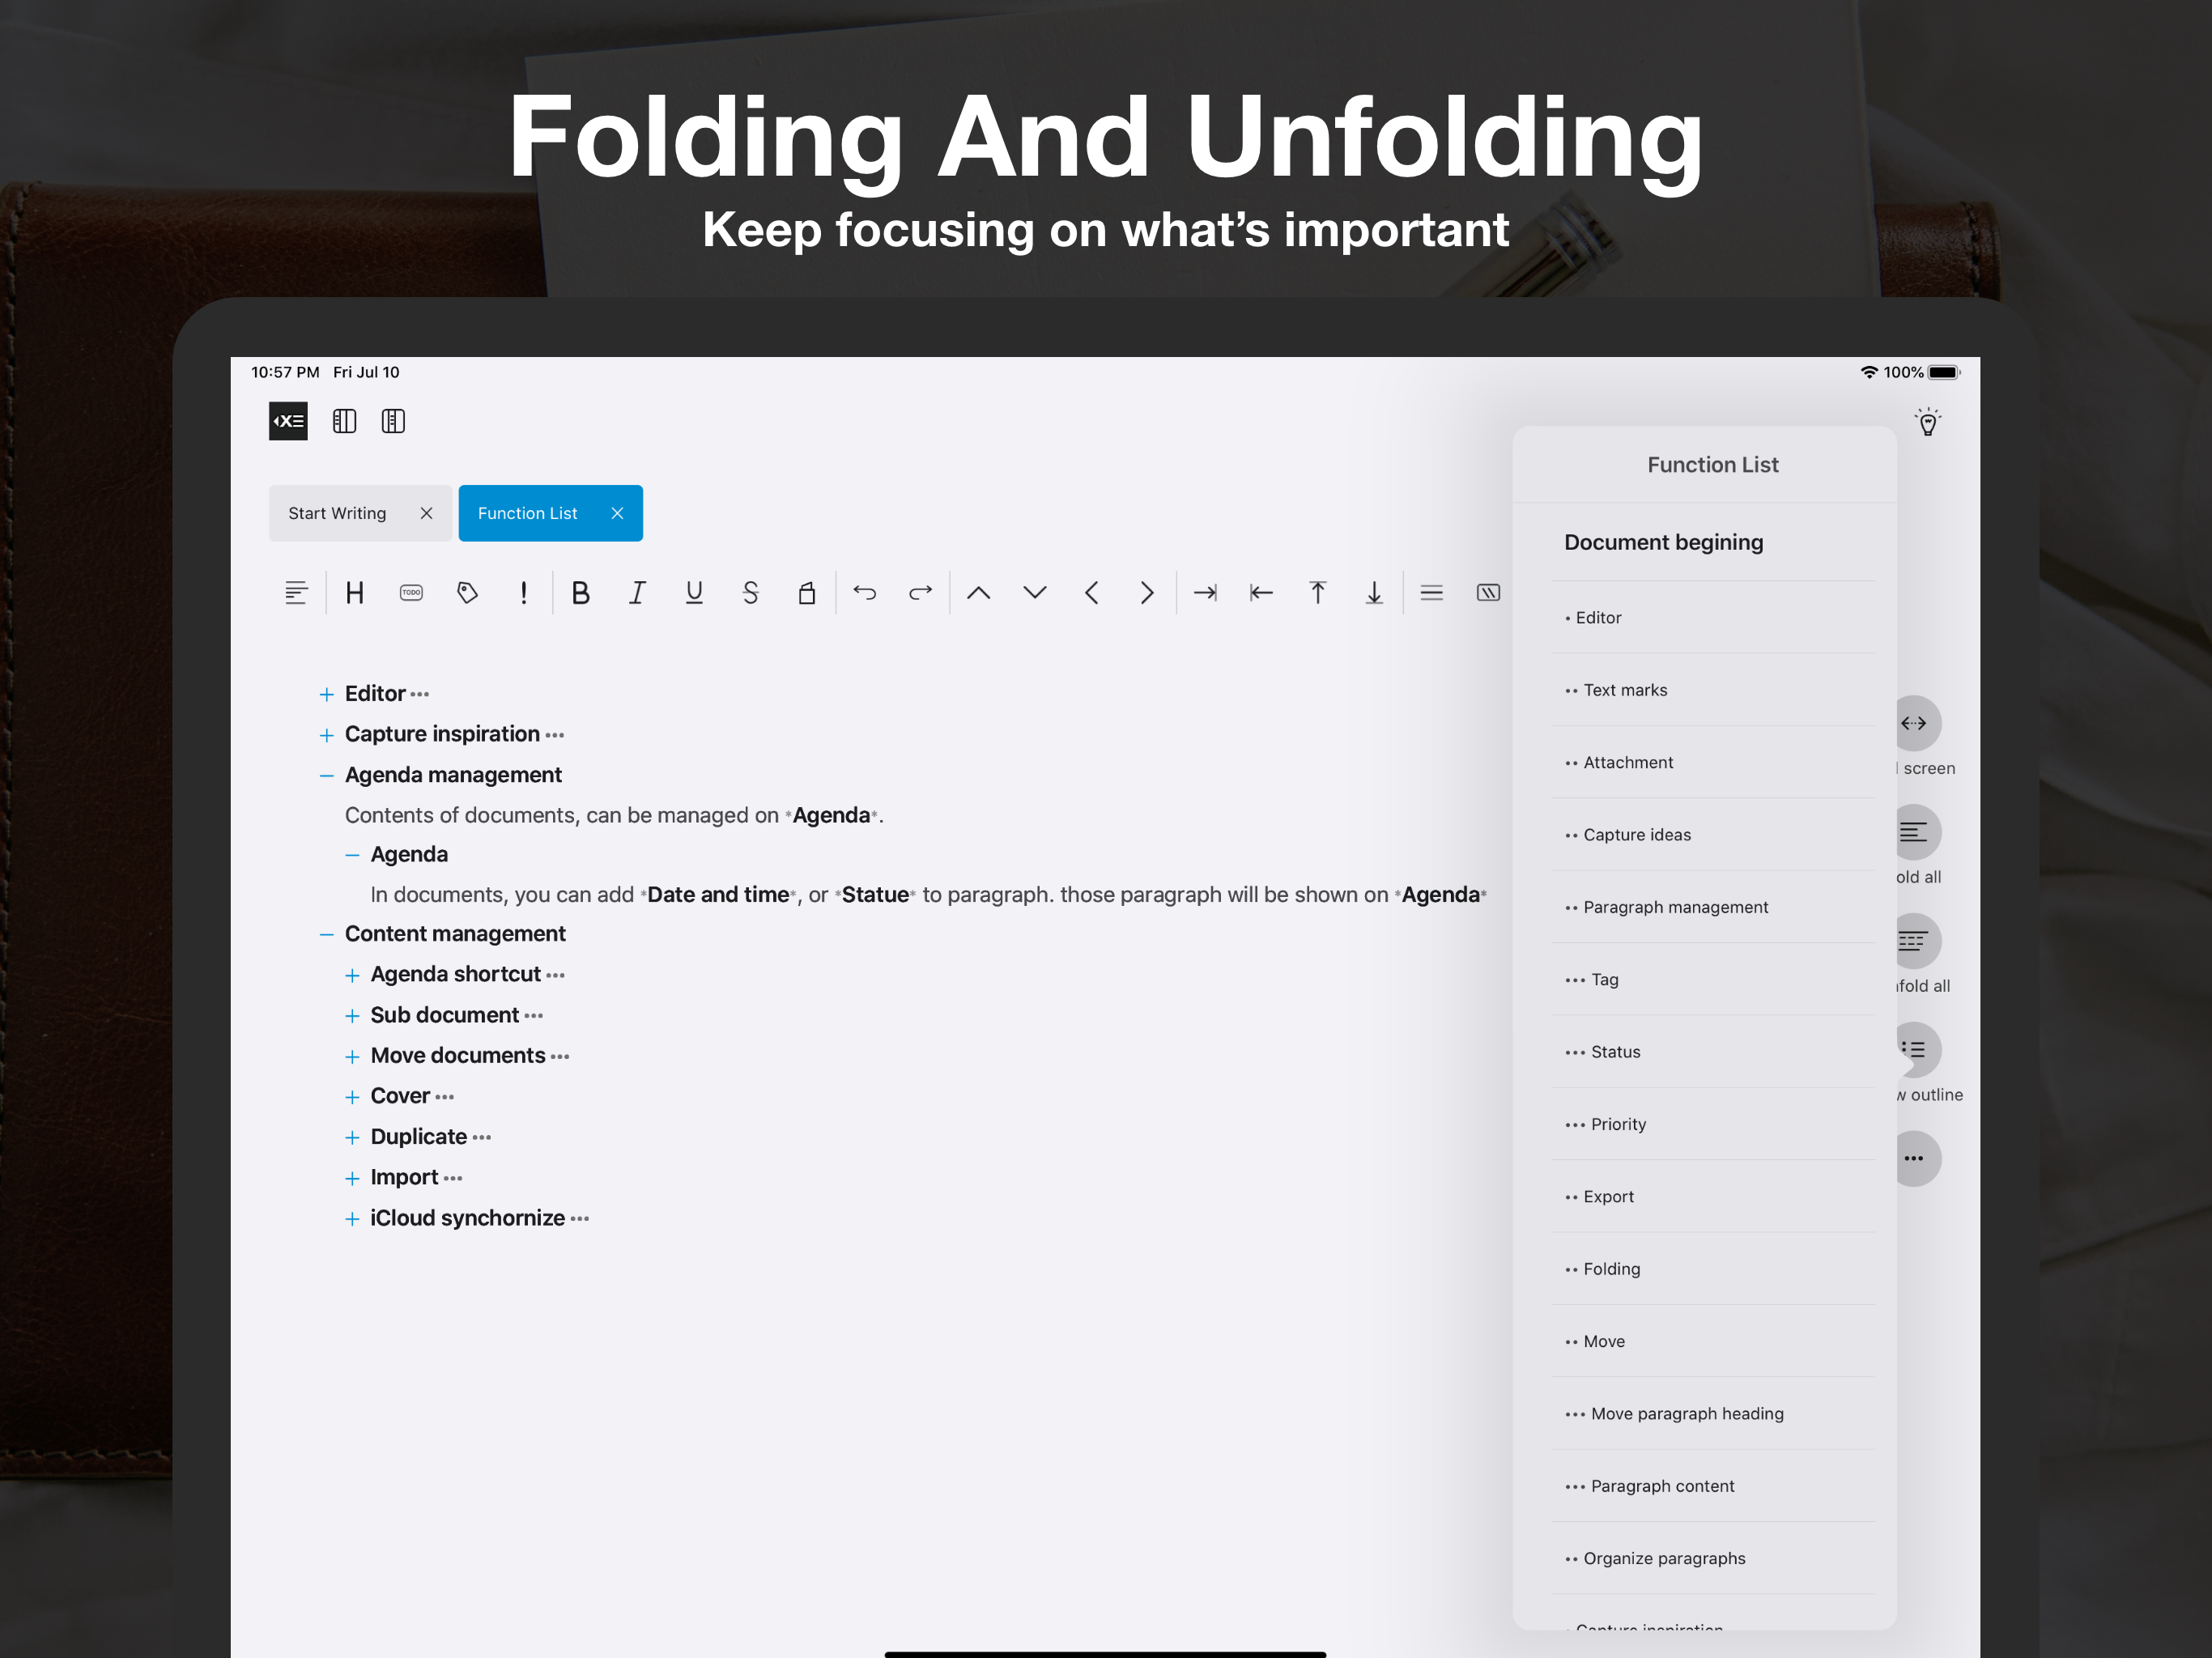 Folding And Unfolding
Keep focusing on what’s important
10:57 PM Fri Jul 10
100%
Function List
Start Writing
Function List
Document begining
H TODO ! B I U S
• Editor
•• Text marks
•• Attachment
•• Capture ideas
•• Paragraph management
••• Tag
••• Status
••• Priority
•• Export
•• Folding
•• Move
••• Move paragraph heading
••• Paragraph content
•• Organize paragraphs
• Capture inspiration
+ Editor •••
+ Capture inspiration •••
– Agenda management
Contents of documents, can be managed on *Agenda*.
– Agenda
In documents, you can add *Date and time*, or *Statue* to paragraph. those paragraph will be shown on *Agenda*
– Content management
+ Agenda shortcut •••
+ Sub document •••
+ Move documents •••
+ Cover •••
+ Duplicate •••
+ Import •••
+ iCloud synchornize •••
screen
old all
fold all
w outline